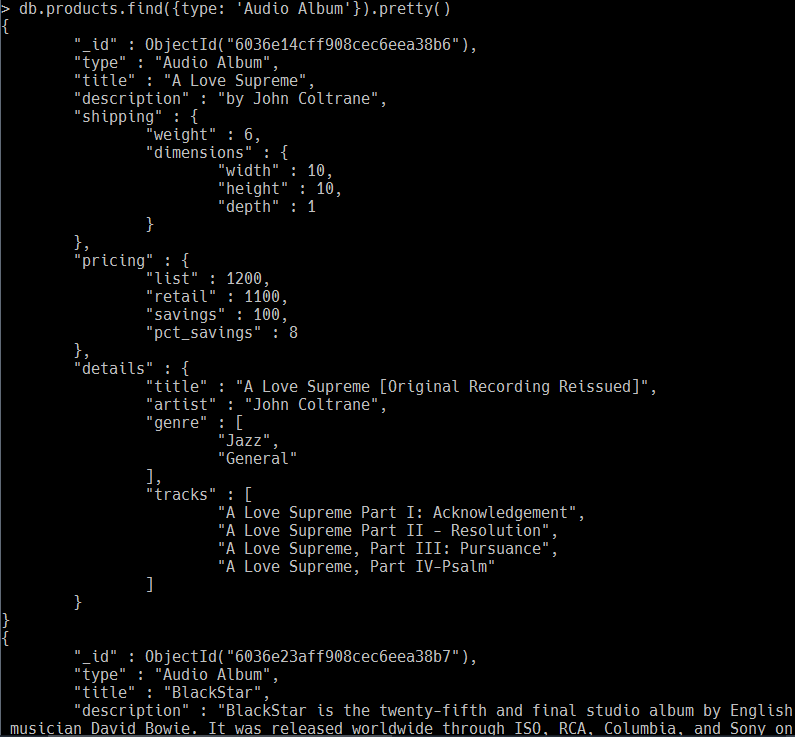 > db.products.find({type: 'Audio Album'}).pretty()
{
        "_id" : ObjectId("6036e14cff908cec6eea38b6"),
        "type" : "Audio Album",
        "title" : "A Love Supreme",
        "description" : "by John Coltrane",
        "shipping" : {
                "weight" : 6,
                "dimensions" : {
                        "width" : 10,
                        "height" : 10,
                        "depth" : 1
                }
        },
        "pricing" : {
                "list" : 1200,
                "retail" : 1100,
                "savings" : 100,
                "pct_savings" : 8
        },
        "details" : {
                "title" : "A Love Supreme [Original Recording Reissued]",
                "artist" : "John Coltrane",
                "genre" : [
                        "Jazz",
                        "General"
                ],
                "tracks" : [
                        "A Love Supreme Part I: Acknowledgement",
                        "A Love Supreme Part II - Resolution",
                        "A Love Supreme, Part III: Pursuance",
                        "A Love Supreme, Part IV-Psalm"
                ]
        }
}
{
        "_id" : ObjectId("6036e23aff908cec6eea38b7"),
        "type" : "Audio Album",
        "title" : "BlackStar",
        "description" : "BlackStar is the twenty-fifth and final studio album by English
 musician David Bowie. It was released worldwide through ISO, RCA, Columbia, and Sony on